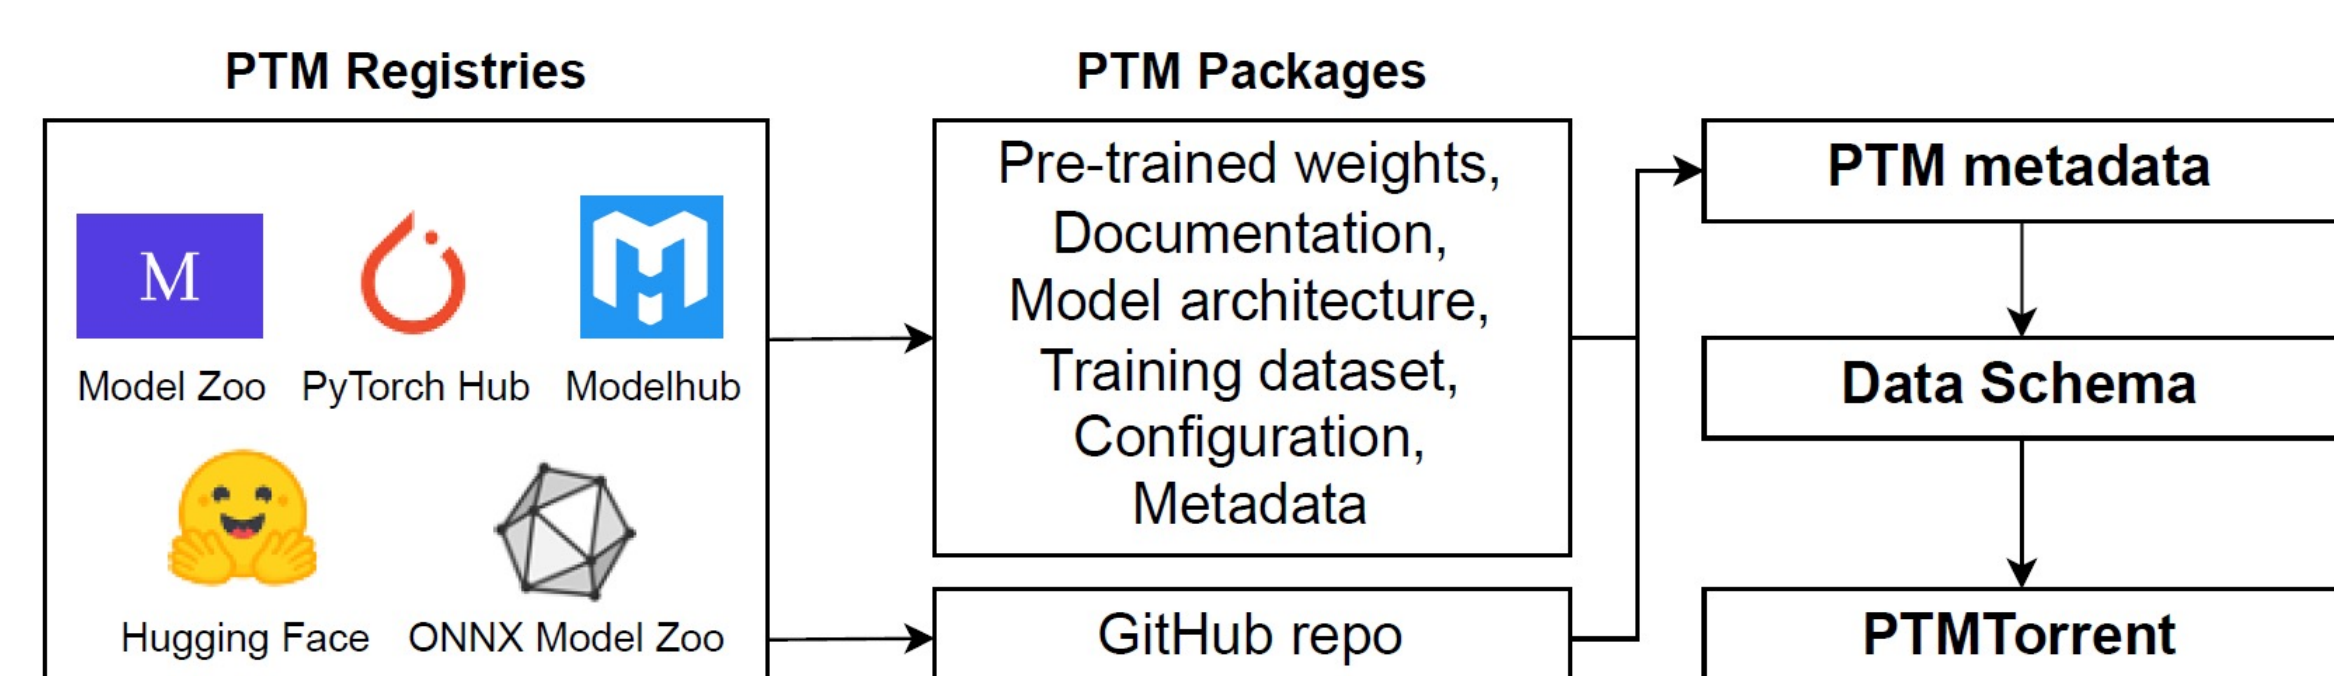 PTM Registries
M
Model Zoo
PyTorch Hub
Modelhub
Hugging Face
ONNX Model Zoo
PTM Packages
Pre-trained weights,
Documentation,
Model architecture,
Training dataset,
Configuration,
Metadata
GitHub repo
PTM metadata
Data Schema
PTMTorrent